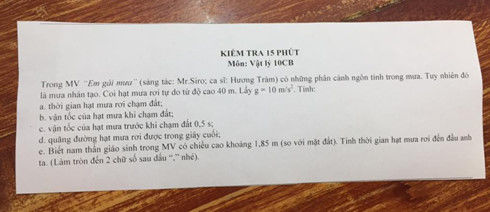 KIỂM TRA 15 PHÚT
Môn: Vật lý 10CB
Trong MV "Em gái mưa" (sáng tác: Mr.Siro; ca sĩ: Hương Tràm) có những phân cảnh ngôn tình trong mưa. Tuy nhiên đó
là mưa nhân tạo. Coi hạt mưa rơi tự do từ độ cao 40 m. Lấy g = 10 m/s². Tính:
a. thời gian hạt mưa rơi chạm đất;
b. vận tốc của hạt mưa khi chạm đất;
c. vận tốc của hạt mưa trước khi chạm đất 0,5 s;
d. quãng đường hạt mưa rơi được trong giây cuối;
e. Biết nam thần giáo sinh trong MV có chiều cao khoảng 1,85 m (so với mặt đất). Tính thời gian hạt mưa rơi đến đầu anh
ta. (Làm tròn đến 2 chữ số sau dấu "," nhé).